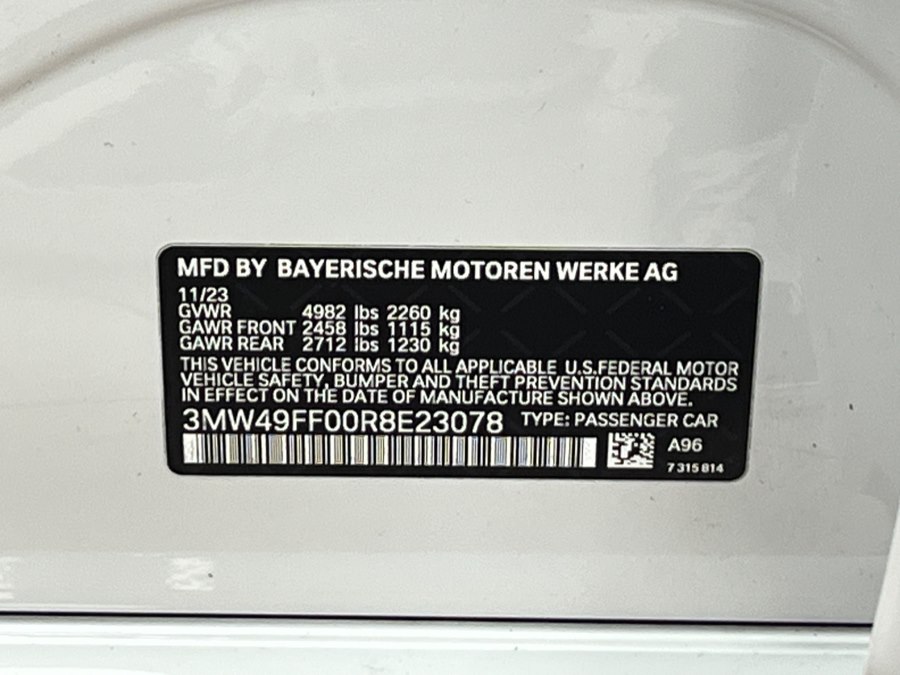 MFD BY BAYERISCHE MOTOREN WERKE AG
11/23
GVWR 4982 lbs 2260 kg
GAWR FRONT 2458 lbs 1115 kg
GAWR REAR 2712 lbs 1230 kg
THIS VEHICLE CONFORMS TO ALL APPLICABLE U.S.FEDERAL MOTOR
VEHICLE SAFETY, BUMPER AND THEFT PREVENTION STANDARDS
IN EFFECT ON THE DATE OF MANUFACTURE SHOWN ABOVE.
3MW49FF00R8E23078 TYPE: PASSENGER CAR
A96
7 315 814